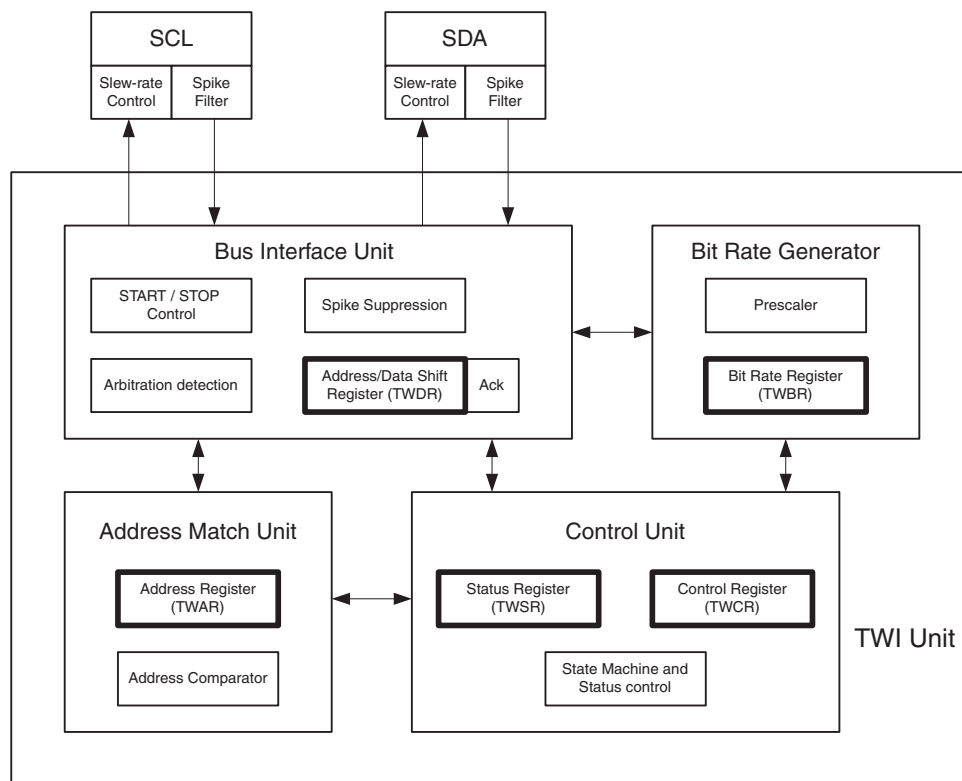 SCL
SDA
Slew-rate
Control
Spike
Filter
Slew-rate
Control
Spike
Filter
Bus Interface Unit
Bit Rate Generator
START / STOP
Control
Spike Suppression
Prescaler
Arbitration detection
Address/Data Shift
Register (TWDR)
Ack
Bit Rate Register
(TWBR)
Address Match Unit
Control Unit
Address Register
(TWAR)
Status Register
(TWSR)
Control Register
(TWCR)
TWI Unit
Address Comparator
State Machine and
Status control